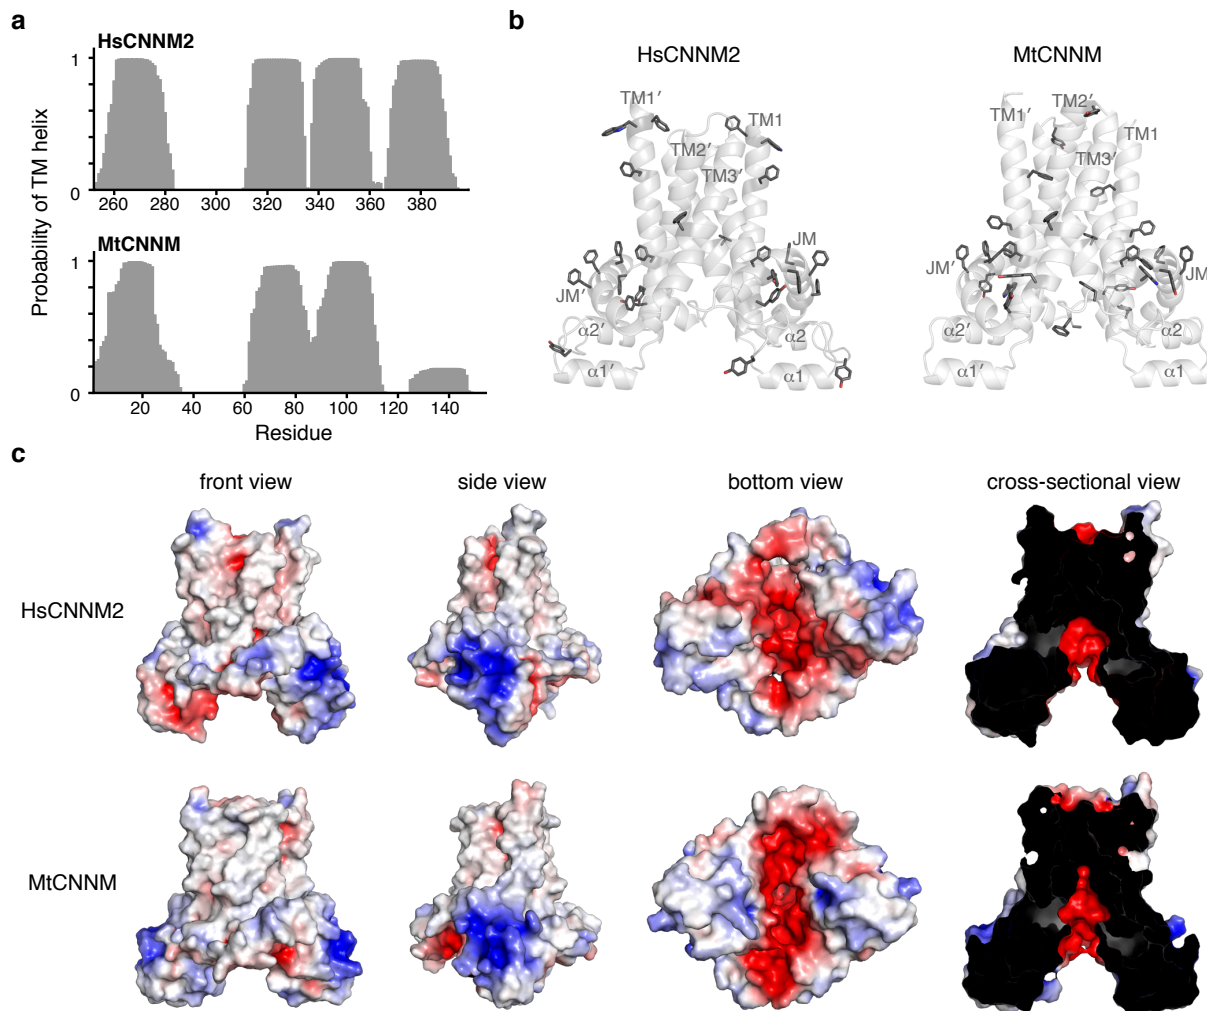 a
HsCNNM2
1
0
260 280 300 320 340 360 380
MtCNNM
1
0
20 40 60 80 100 120 140
Residue
Probability of TM helix
b
HsCNNM2
TM1′
TM1
TM2′
TM3′
JM
JM′
α2′
α2
α1′
α1
MtCNNM
TM2′
TM1′
TM1
TM3′
JM′
JM
α2′
α2
α1′
α1
c
front view side view bottom view cross-sectional view
HsCNNM2
MtCNNM